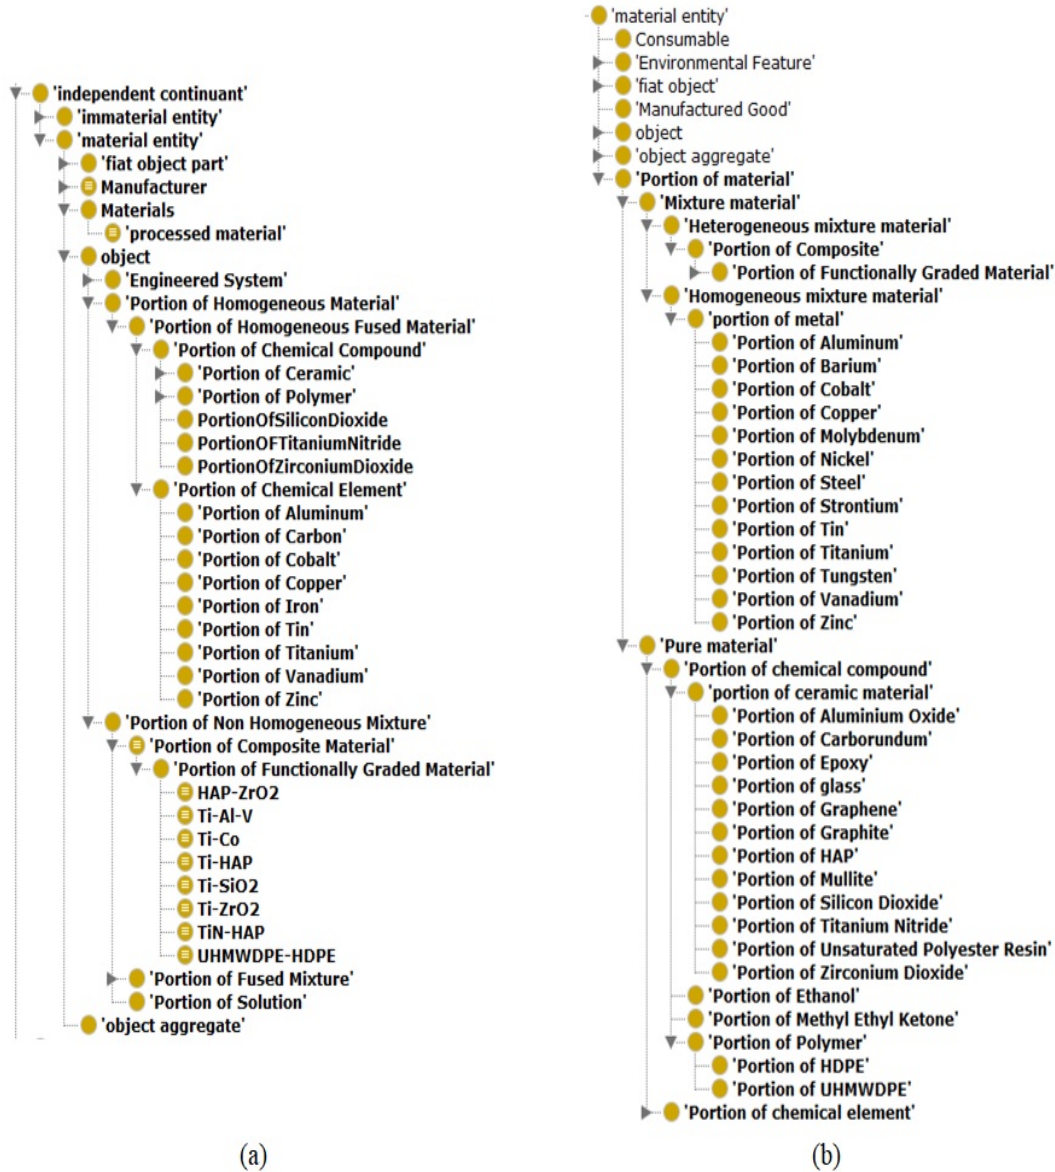 'independent continuant'
'immaterial entity'
'material entity'
'fiat object part'
Manufacturer
Materials
'processed material'
object
'Engineered System'
'Portion of Homogeneous Material'
'Portion of Homogeneous Fused Material'
'Portion of Chemical Compound'
'Portion of Ceramic'
'Portion of Polymer'
PortionOfSiliconDioxide
PortionOFTitaniumNitride
PortionOfZirconiumDioxide
'Portion of Chemical Element'
'Portion of Aluminum'
'Portion of Carbon'
'Portion of Cobalt'
'Portion of Copper'
'Portion of Iron'
'Portion of Tin'
'Portion of Titanium'
'Portion of Vanadium'
'Portion of Zinc'
'Portion of Non Homogeneous Mixture'
'Portion of Composite Material'
'Portion of Functionally Graded Material'
HAP-ZrO2
Ti-Al-V
Ti-Co
Ti-HAP
Ti-SiO2
Ti-ZrO2
TiN-HAP
UHMWDPE-HDPE
'Portion of Fused Mixture'
'Portion of Solution'
'object aggregate'
(a)
'material entity'
Consumable
'Environmental Feature'
'fiat object'
'Manufactured Good'
object
'object aggregate'
'Portion of material'
'Mixture material'
'Heterogeneous mixture material'
'Portion of Composite'
'Portion of Functionally Graded Material'
'Homogeneous mixture material'
'portion of metal'
'Portion of Aluminum'
'Portion of Barium'
'Portion of Cobalt'
'Portion of Copper'
'Portion of Molybdenum'
'Portion of Nickel'
'Portion of Steel'
'Portion of Strontium'
'Portion of Tin'
'Portion of Titanium'
'Portion of Tungsten'
'Portion of Vanadium'
'Portion of Zinc'
'Pure material'
'Portion of chemical compound'
'portion of ceramic material'
'Portion of Aluminium Oxide'
'Portion of Carborundum'
'Portion of Epoxy'
'Portion of glass'
'Portion of Graphene'
'Portion of Graphite'
'Portion of HAP'
'Portion of Mullite'
'Portion of Silicon Dioxide'
'Portion of Titanium Nitride'
'Portion of Unsaturated Polyester Resin'
'Portion of Zirconium Dioxide'
'Portion of Ethanol'
'Portion of Methyl Ethyl Ketone'
'Portion of Polymer'
'Portion of HDPE'
'Portion of UHMWDPE'
'Portion of chemical element'
(b)